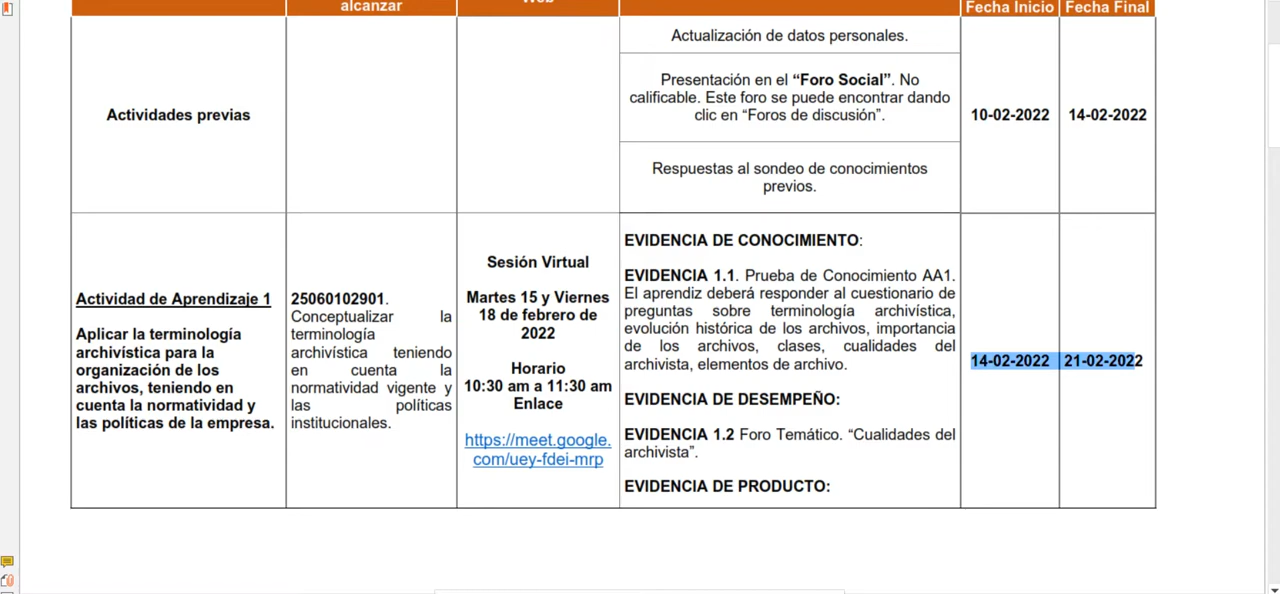 alcanzar
Web
Fecha Inicio
Fecha Final
Actividades previas
Actualización de datos personales.
Presentación en el “Foro Social”. No
calificable. Este foro se puede encontrar dando
clic en “Foros de discusión”.
Respuestas al sondeo de conocimientos
previos.
10-02-2022
14-02-2022
Actividad de Aprendizaje 1
Aplicar la terminología
archivística para la
organización de los
archivos, teniendo en
cuenta la normatividad y
las políticas de la empresa.
25060102901.
Conceptualizar la
terminología
archivística teniendo
en cuenta la
normatividad vigente y
las políticas
institucionales.
Sesión Virtual
Martes 15 y Viernes
18 de febrero de
2022
Horario
10:30 am a 11:30 am
Enlace
https://meet.google.
com/uey-fdei-mrp
EVIDENCIA DE CONOCIMIENTO:
EVIDENCIA 1.1. Prueba de Conocimiento AA1.
El aprendiz deberá responder al cuestionario de
preguntas sobre terminología archivística,
evolución histórica de los archivos, importancia
de los archivos, clases, cualidades del
archivista, elementos de archivo.
EVIDENCIA DE DESEMPEÑO:
EVIDENCIA 1.2 Foro Temático. “Cualidades del
archivista”.
EVIDENCIA DE PRODUCTO:
14-02-2022
21-02-2022